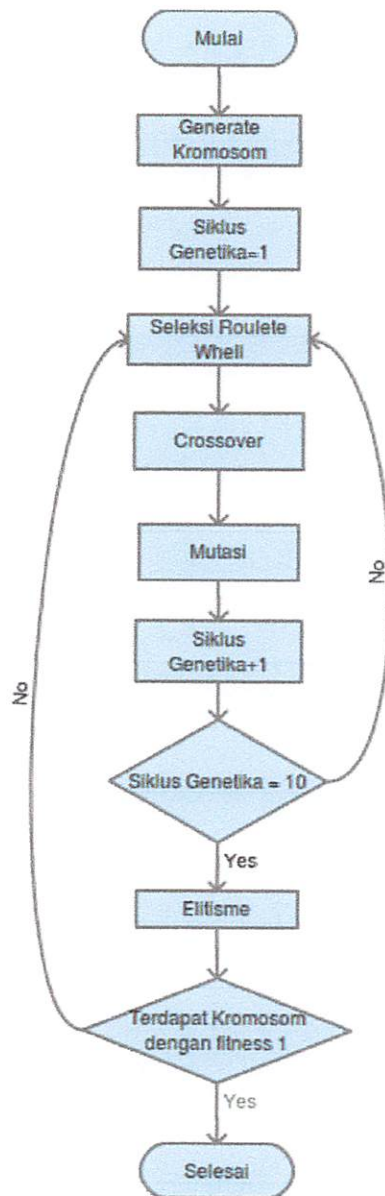 Mulai
Generate
Kromosom
Siklus
Genetika=1
Seleksi Roulete
Whell
Crossover
Mutasi
No
Siklus
Genetika+1
No
Siklus Genetika = 10
Yes
Elitisme
Terdapat Kromosom
dengan fitness 1
Yes
Selesai